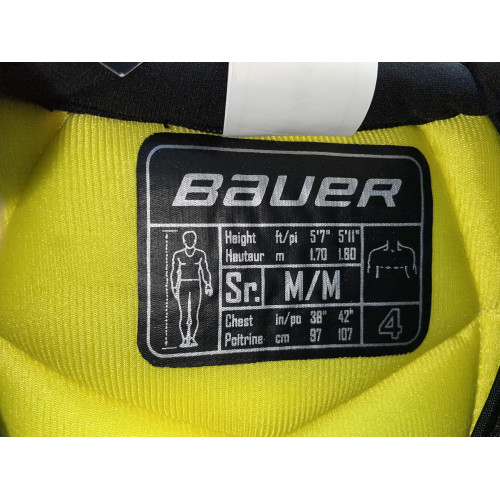 BAUER
Height ft/pi 5'7" 5'11"
Hauteur m 1.70 1.80
Sr. M/M
Chest in/po 38" 42"
Poitrine cm 97 107
4